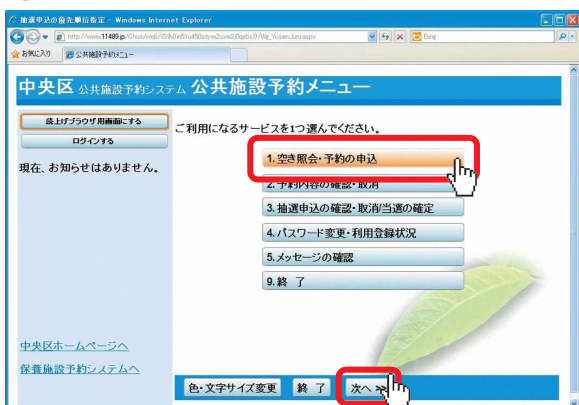 抽選申込の優先順位指定 - Windows Internet Explorer
Bing
お気に入り 公共施設予約メニュー
中央区 公共施設予約システム 公共施設予約メニュー
読上げブラウザ用画面にする
ログインする
現在、お知らせはありません。
ご利用になるサービスを1つ選んでください。
1. 空き照会・予約の申込
2. 予約内容の確認・取消
3. 抽選申込の確認・取消/当選の確定
4. パスワード変更・利用登録状況
5. メッセージの確認
9. 終 了
中央区ホームページへ
保養施設予約システムへ
色・文字サイズ変更 終 了 次へ